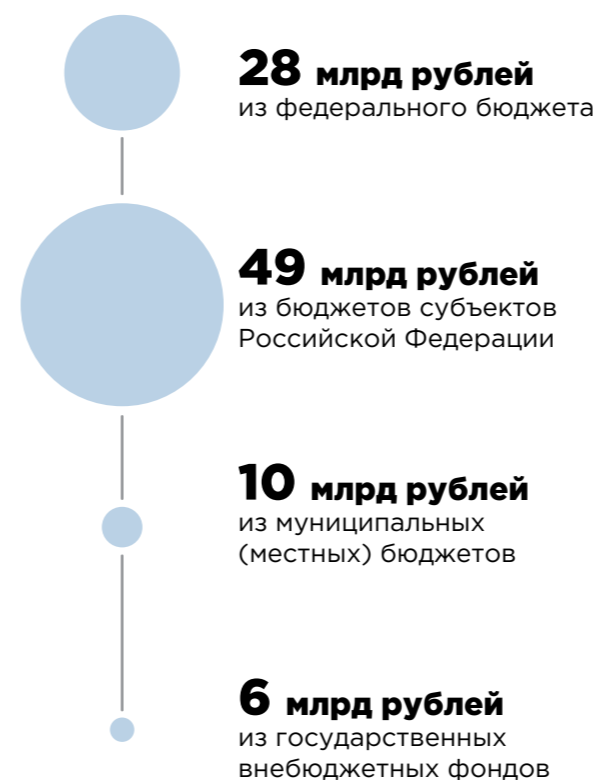 28 млрд рублей
из федерального бюджета
49 млрд рублей
из бюджетов субъектов
Российской Федерации
10 млрд рублей
из муниципальных
(местных) бюджетов
6 млрд рублей
из государственных
внебюджетных фондов